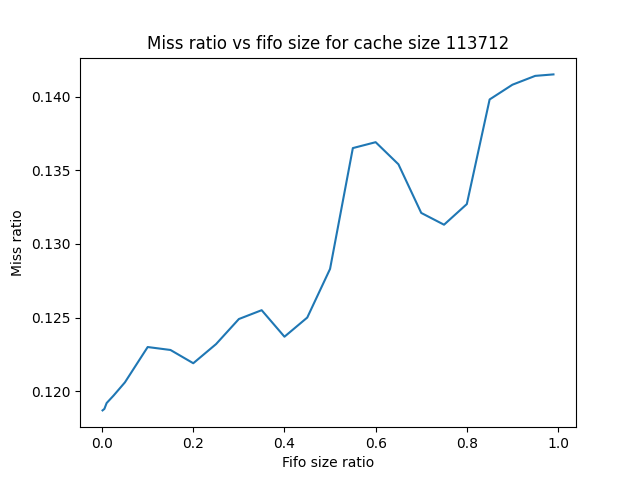 Miss ratio vs fifo size for cache size 113712
0.140
0.135
0.130
0.125
0.120
Miss ratio
0.0 0.2 0.4 0.6 0.8 1.0
Fifo size ratio